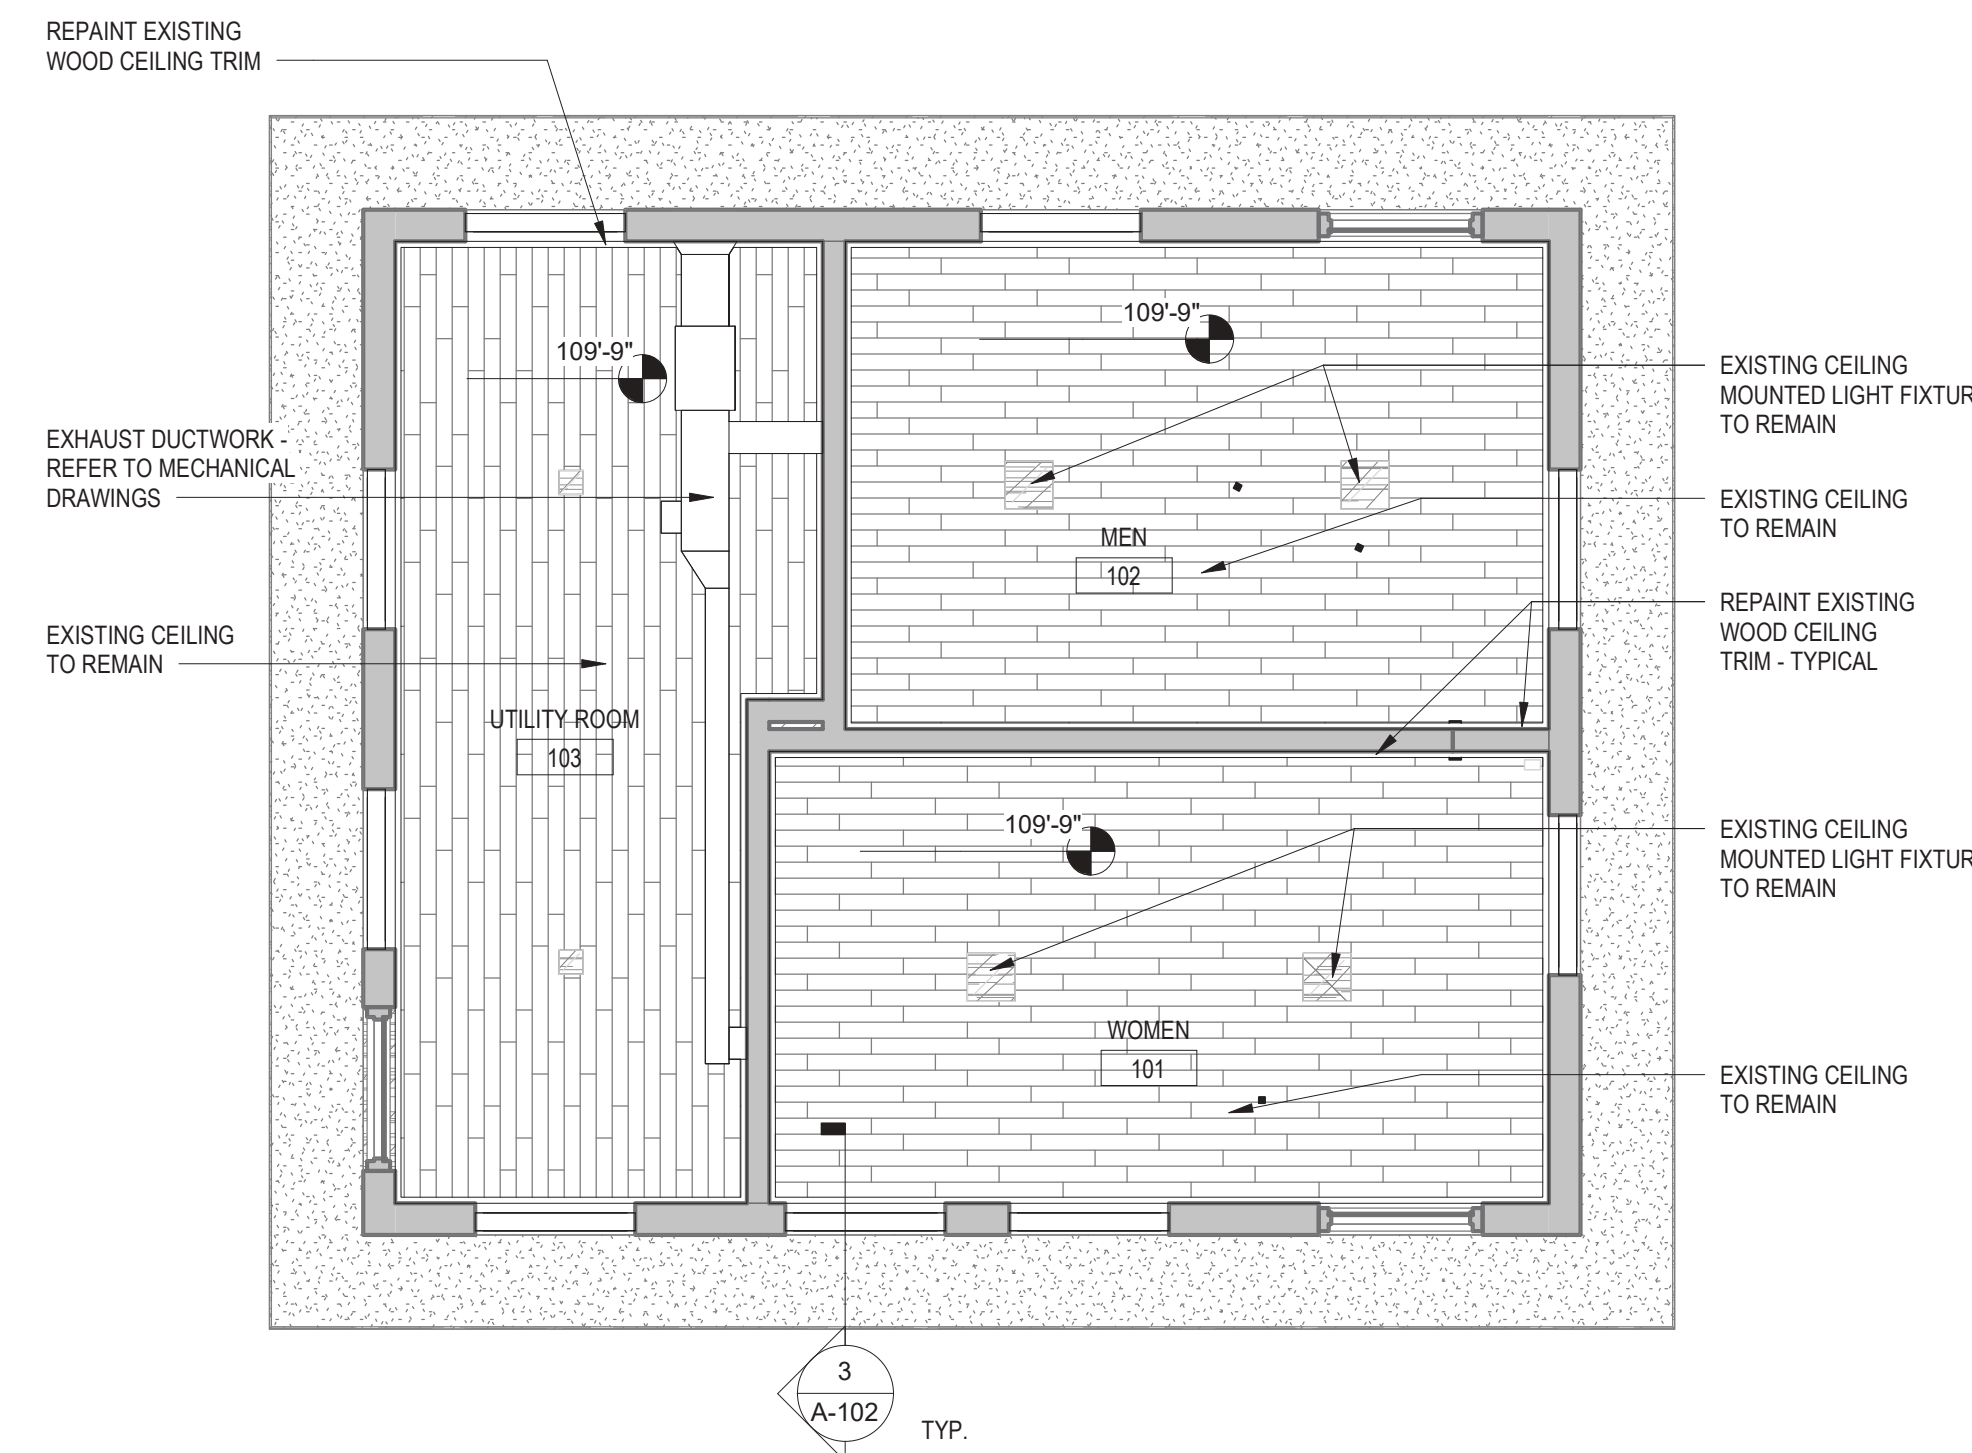 REPAINT EXISTING
WOOD CEILING TRIM
109'-9"
109'-9"
EXISTING CEILING
MOUNTED LIGHT FIXTUR
TO REMAIN
EXHAUST DUCTWORK -
REFER TO MECHANICAL
DRAWINGS
EXISTING CEILING
TO REMAIN
MEN
102
REPAINT EXISTING
WOOD CEILING
TRIM - TYPICAL
EXISTING CEILING
TO REMAIN
UTILITY ROOM
103
109'-9"
EXISTING CEILING
MOUNTED LIGHT FIXTUR
TO REMAIN
WOMEN
101
EXISTING CEILING
TO REMAIN
3
A-102
TYP.